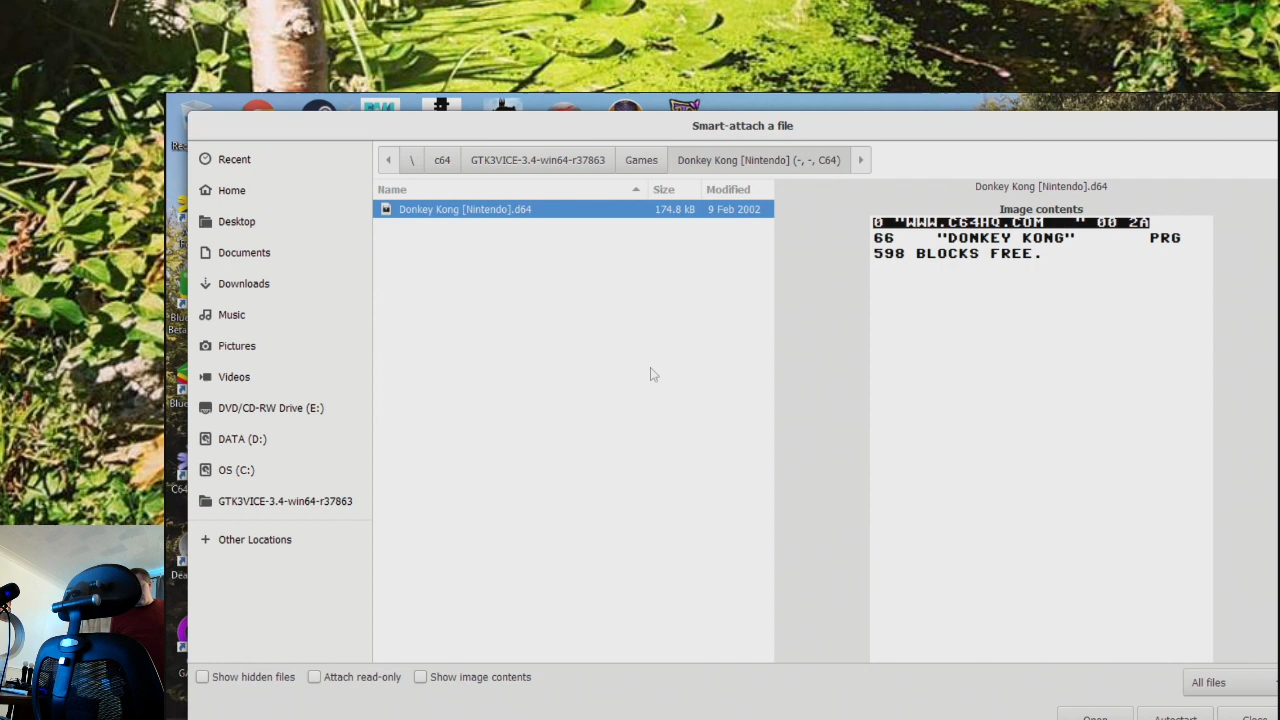 Smart-attach a file
Recent
Home
Desktop
Documents
Downloads
Music
Pictures
Videos
DVD/CD-RW Drive (E:)
DATA (D:)
OS (C:)
GTK3VICE-3.4-win64-r37863
Other Locations
\ c64 GTK3VICE-3.4-win64-r37863 Games Donkey Kong [Nintendo] (-, -, C64)
Name Size Modified
Donkey Kong [Nintendo].d64 174.8 kB 9 Feb 2002
Donkey Kong [Nintendo].d64
Image contents
0 "WWW.C64HQ.COM " 00 2A
66 "DONKEY KONG" PRG
598 BLOCKS FREE.
Show hidden files Attach read-only Show image contents
All files
Open Autostart Close